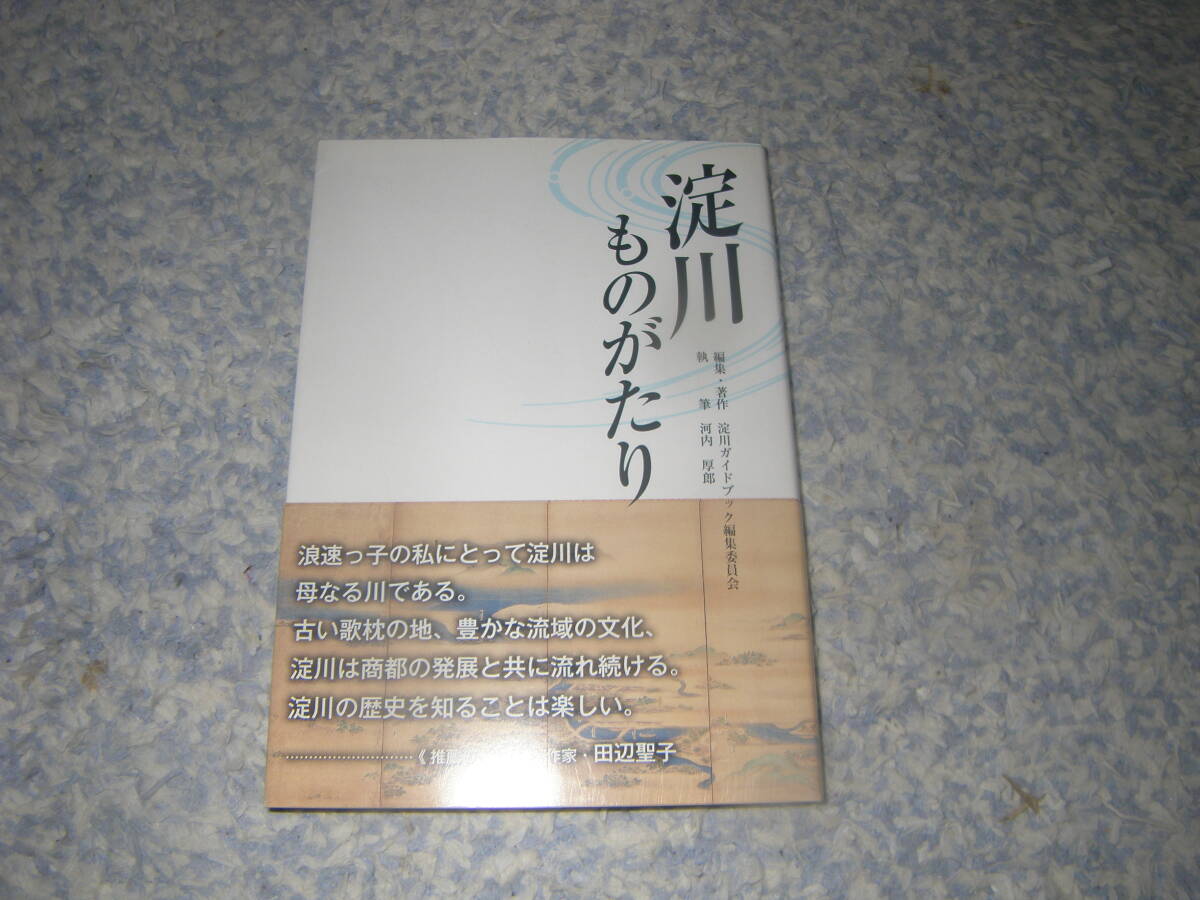 淀川
ものがたり
編集・著作 淀川ガイドブック編集委員会
執筆 河内 厚郎
浪速っ子の私にとって淀川は
母なる川である。
古い歌枕の地、豊かな流域の文化、
淀川は商都の発展と共に流れ続ける。
淀川の歴史を知ることは楽しい。
《 推薦 作家・田辺聖子